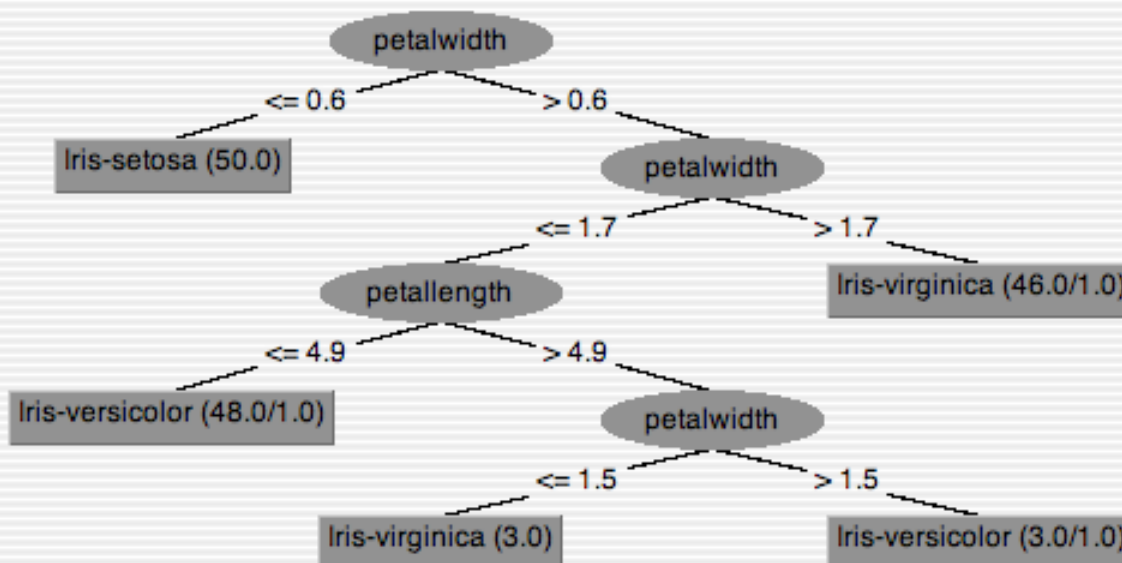 petalwidth
<= 0.6
> 0.6
Iris-setosa (50.0)
petalwidth
<= 1.7
> 1.7
petallength
Iris-virginica (46.0/1.0)
<= 4.9
> 4.9
Iris-versicolor (48.0/1.0)
petalwidth
<= 1.5
> 1.5
Iris-virginica (3.0)
Iris-versicolor (3.0/1.0)